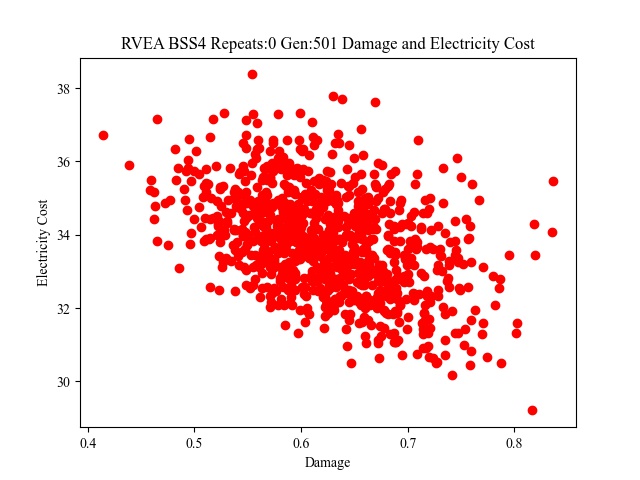 RVEA BSS4 Repeats:0 Gen:501 Damage and Electricity Cost
38
36
34
32
30
Electricity Cost
0.4 0.5 0.6 0.7 0.8
Damage